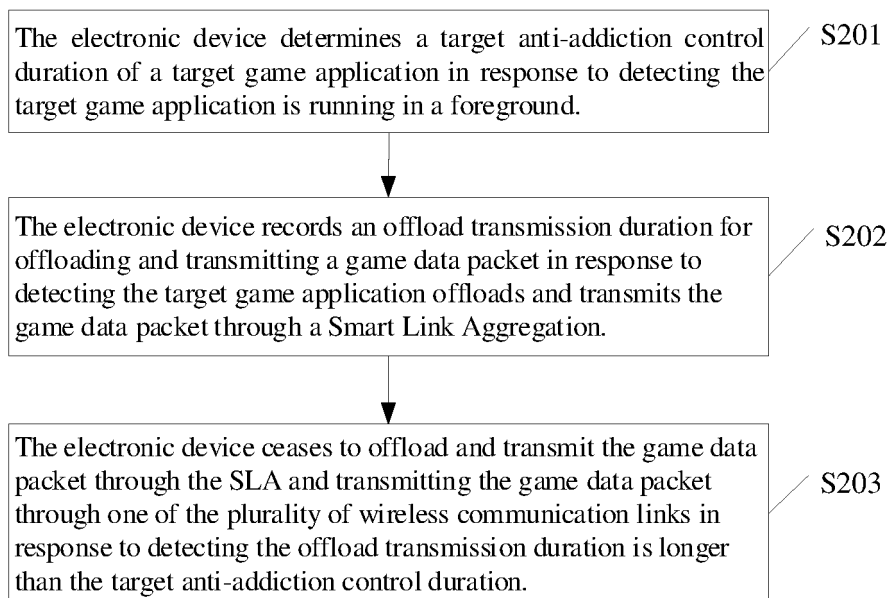 The electronic device determines a target anti-addiction control
duration of a target game application in response to detecting the
target game application is running in a foreground.
S201
The electronic device records an offload transmission duration for
offloading and transmitting a game data packet in response to
detecting the target game application offloads and transmits the
game data packet through a Smart Link Aggregation.
S202
The electronic device ceases to offload and transmit the game data
packet through the SLA and transmitting the game data packet
through one of the plurality of wireless communication links in
response to detecting the offload transmission duration is longer
than the target anti-addiction control duration.
S203